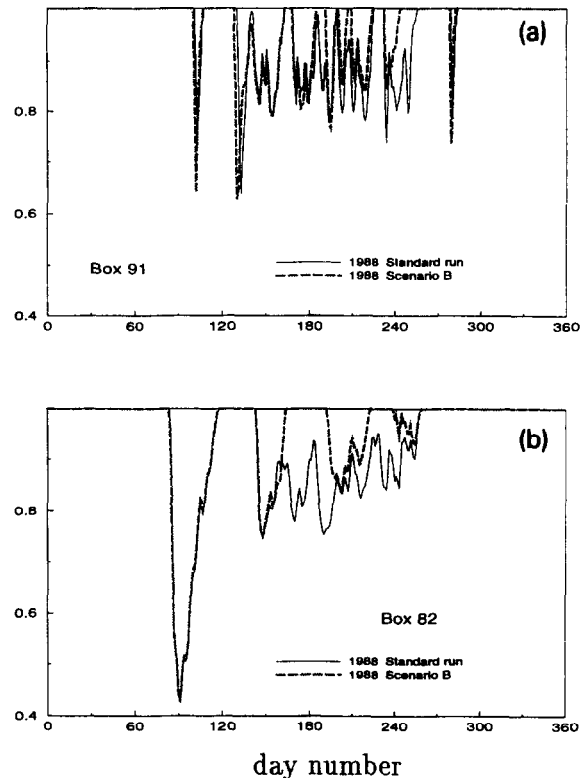 (a)
0.8
0.6
Box 91
1988 Standard run
1988 Scenario B
0.4
0 60 120 180 240 300 360
(b)
0.8
0.6
Box 82
1988 Standard run
1988 Scenario B
0.4
0 60 120 180 240 300 360
day number